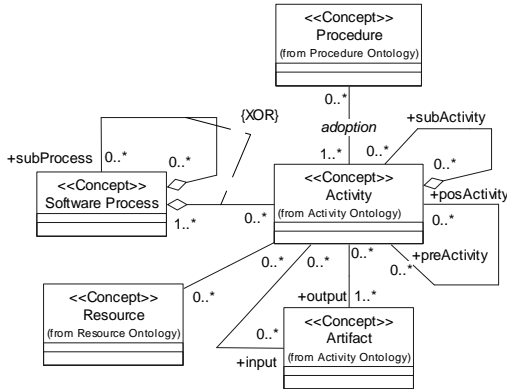 <<Concept>>
Procedure
(from Procedure Ontology)
0..*
{XOR}
adoption
+subActivity
+subProcess
0..*
0..*
1..*
0..*
0..*
<<Concept>>
Software Process
1..*
0..*
<<Concept>>
Activity
(from Activity Ontology)
+posActivity
0..*
+preActivity
0..*
0..*
0..*
0..*
0..*
<<Concept>>
Resource
(from Resource Ontology)
+output
1..*
0..*
+input
<<Concept>>
Artifact
(from Activity Ontology)